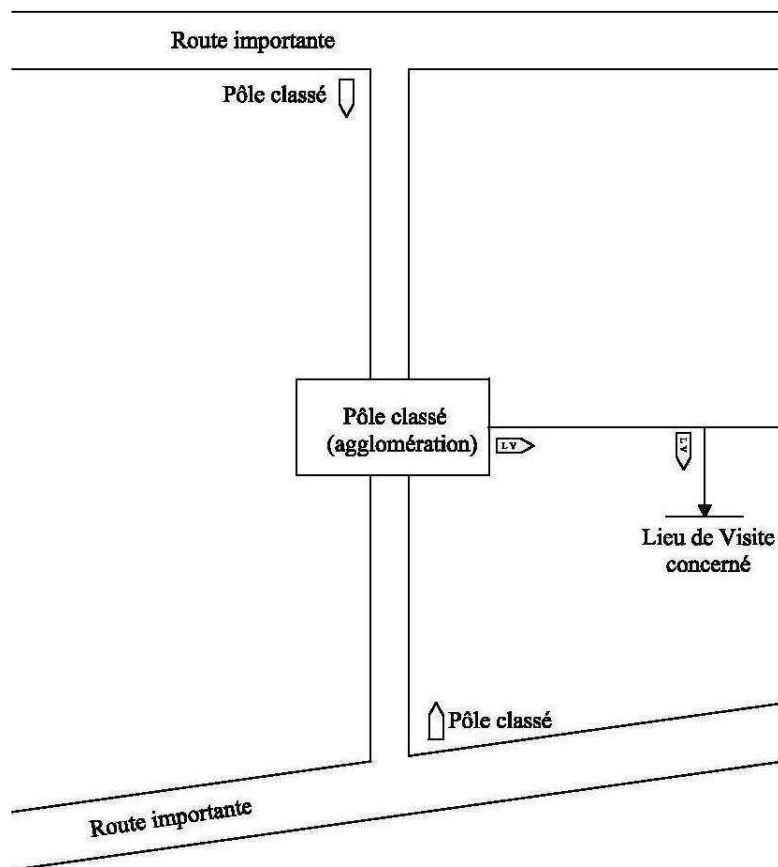 Route importante
Pôle classé
Pôle classé
(agglomération)
LV
LV
Lieu de Visite
concerné
Pôle classé
Route importante